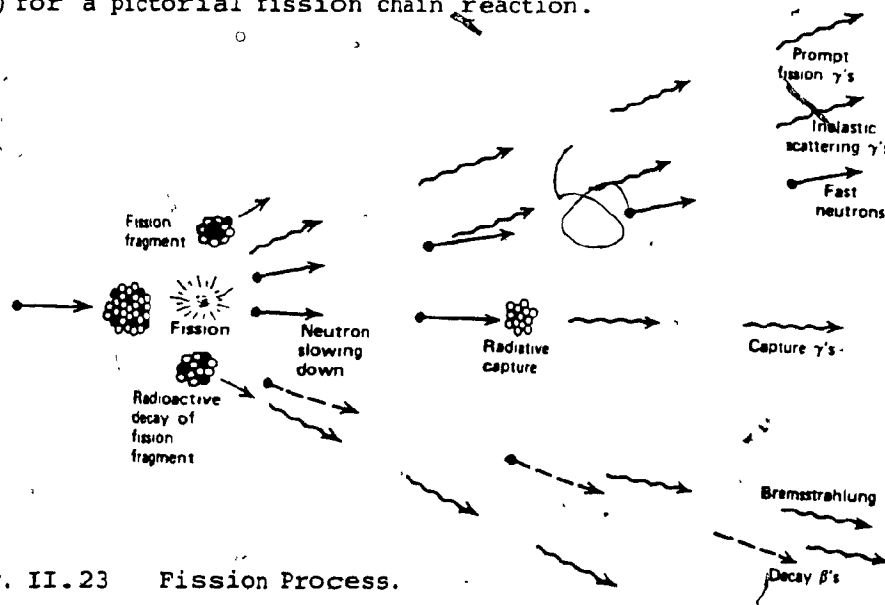 ) for a pictorial fission chain reaction.
Prompt
fission γ's
Inelastic
scattering γ's
Fast
neutrons
Fission
fragment
Fission
Neutron
slowing
down
Radiative
capture
Capture γ's
Radioactive
decay of
fission
fragment
Bremsstrahlung
Decay β's
. II.23 Fission Process.